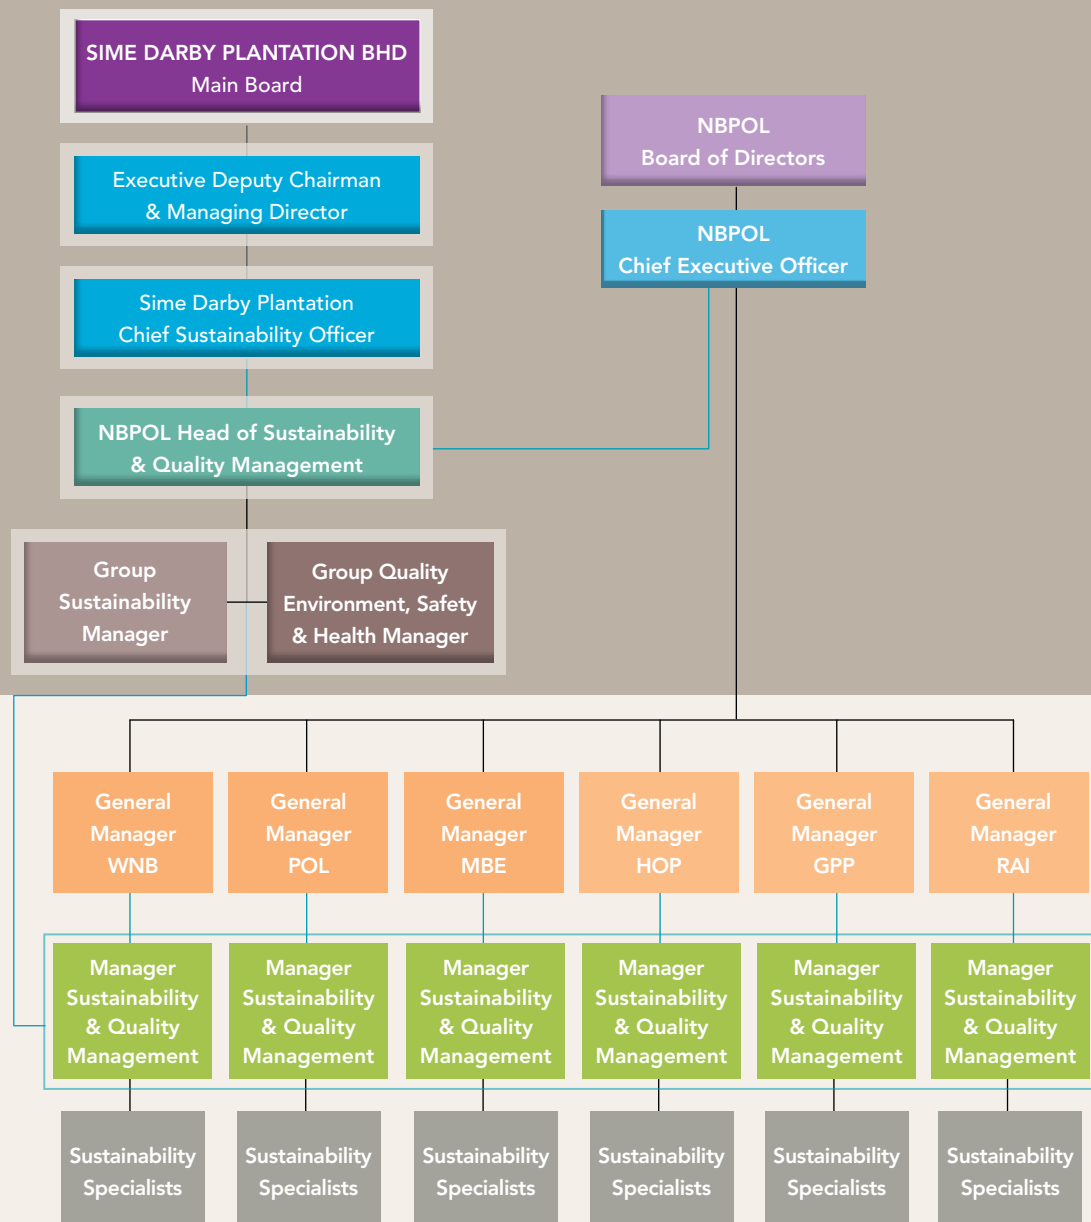 SIME DARBY PLANTATION BHD
Main Board
NBPOL
Board of Directors
Executive Deputy Chairman
& Managing Director
NBPOL
Chief Executive Officer
Sime Darby Plantation
Chief Sustainability Officer
NBPOL Head of Sustainability
& Quality Management
Group
Sustainability
Manager
Group Quality
Environment, Safety
& Health Manager
General
Manager
WNB
General
Manager
POL
General
Manager
MBE
General
Manager
HOP
General
Manager
GPP
General
Manager
RAI
Manager
Sustainability
& Quality
Management
Manager
Sustainability
& Quality
Management
Manager
Sustainability
& Quality
Management
Manager
Sustainability
& Quality
Management
Manager
Sustainability
& Quality
Management
Manager
Sustainability
& Quality
Management
Sustainability
Specialists
Sustainability
Specialists
Sustainability
Specialists
Sustainability
Specialists
Sustainability
Specialists
Sustainability
Specialists